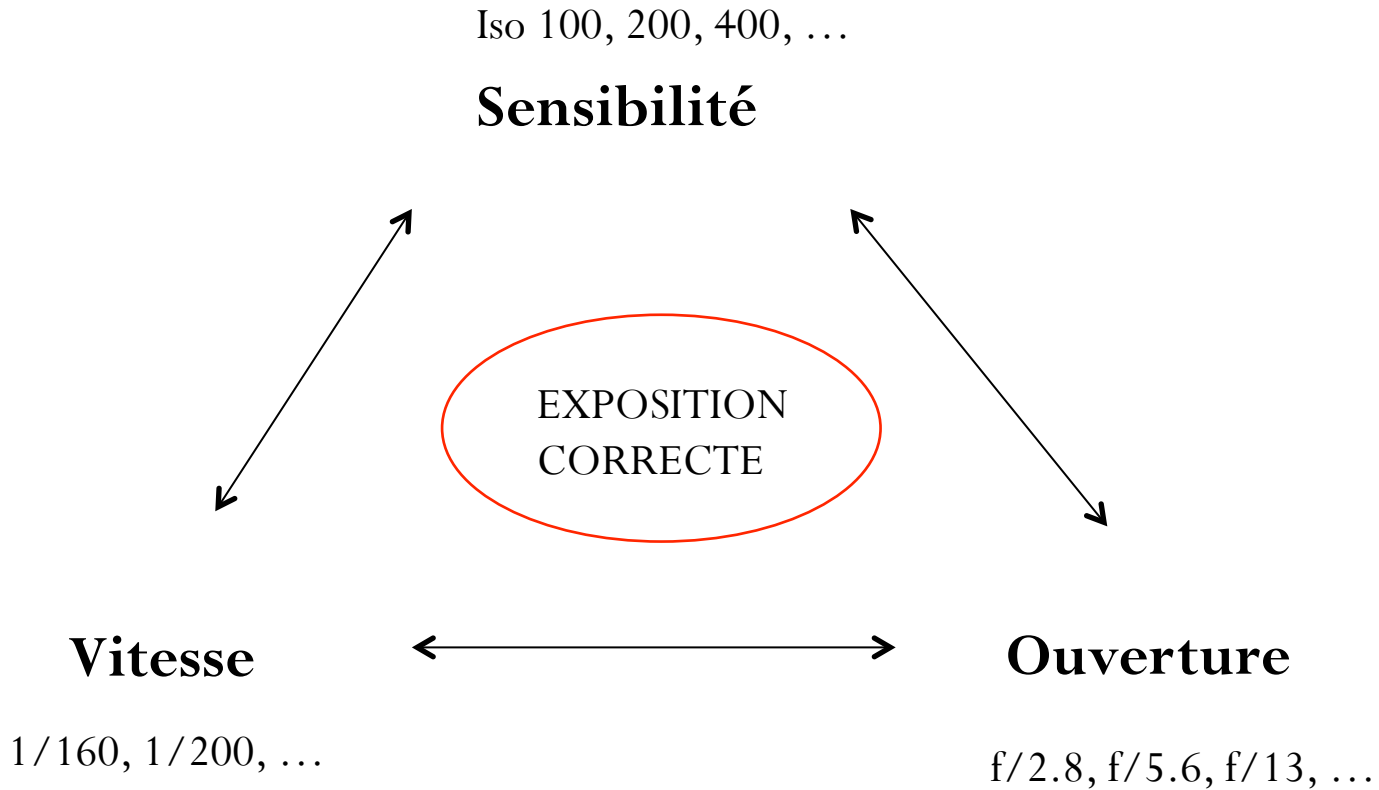 Iso 100, 200, 400, …
Sensibilité
EXPOSITION
CORRECTE
Vitesse
Ouverture
1/160, 1/200, …
f/2.8, f/5.6, f/13, …